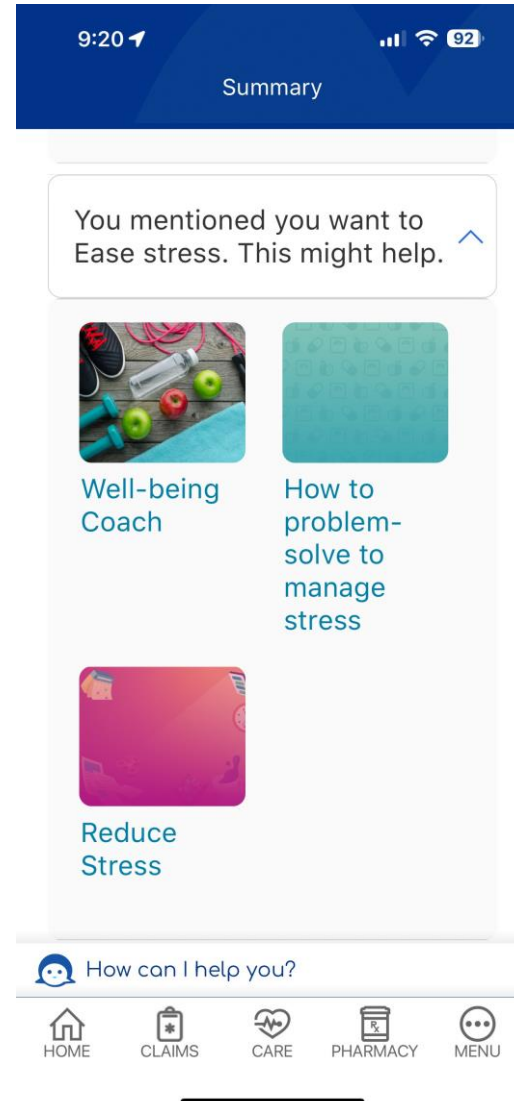 9:20
92
Summary
You mentioned you want to
Ease stress. This might help.
Well-being
Coach
How to
problem-
solve to
manage
stress
Reduce
Stress
How can I help you?
HOME
CLAIMS
CARE
Rx
PHARMACY
MENU